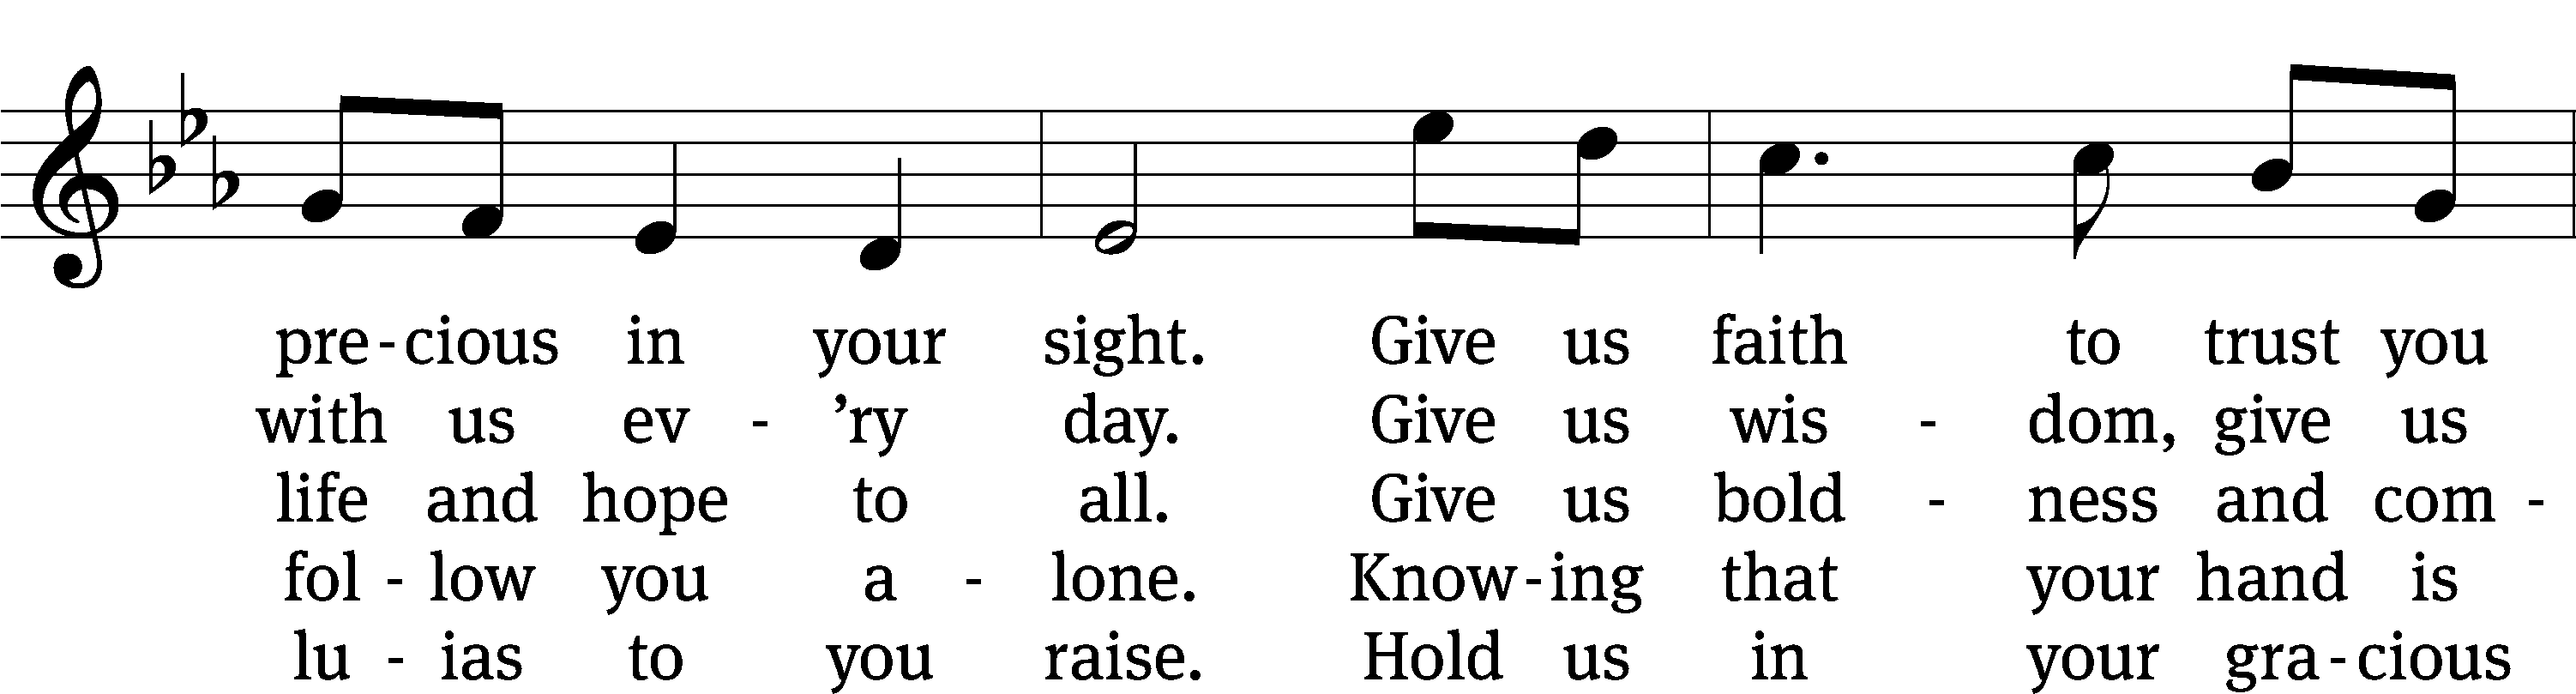 pre - cious in your sight. Give us faith to trust you
with us ev - ’ry day. Give us wis - dom, give us
life and hope to all. Give us bold - ness and com -
fol - low you a - lone. Know - ing that your hand is
lu - ias to you raise. Hold us in your gra - cious